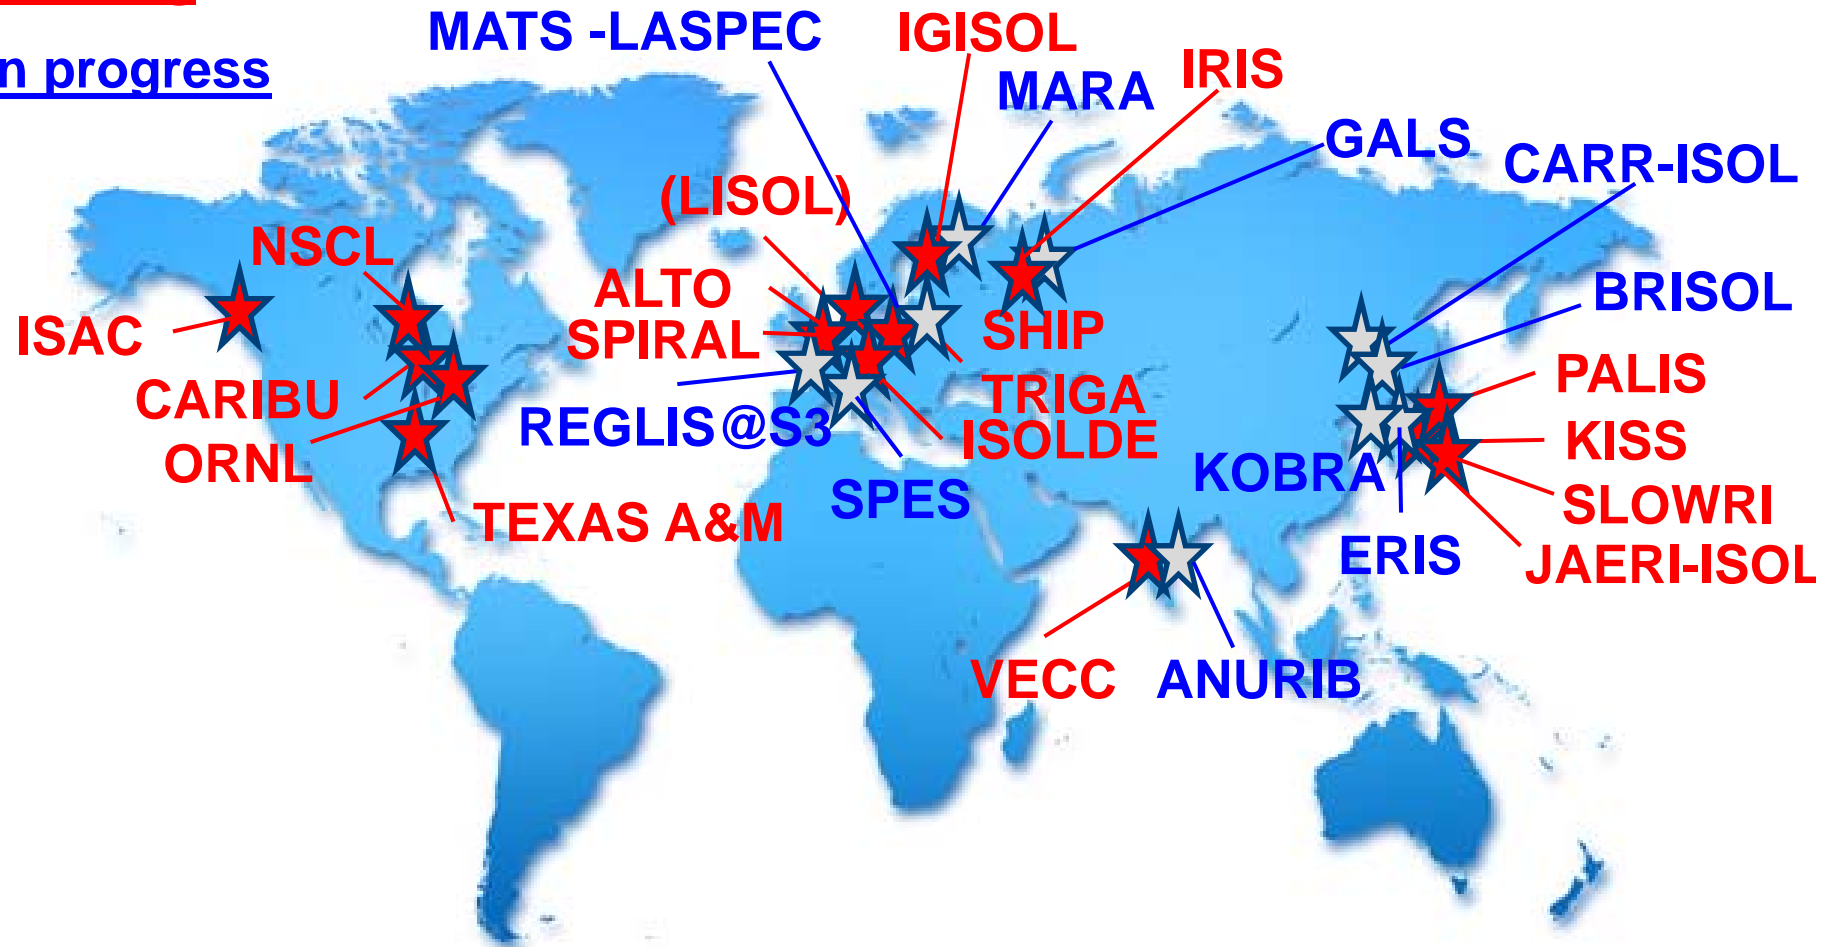 n progress
MATS -LASPEC
IGISOL
MARA
IRIS
GALS
CARR-ISOL
(LISOL)
NSCL
ALTO
SPIRAL
SHIP
BRISOL
ISAC
CARIBU
ORNL
REGLIS@S3
TRIGA
ISOLDE
PALIS
KISS
KOBRA
SLOWRI
SPES
TEXAS A&M
ERIS
JAERI-ISOL
VECC
ANURIB